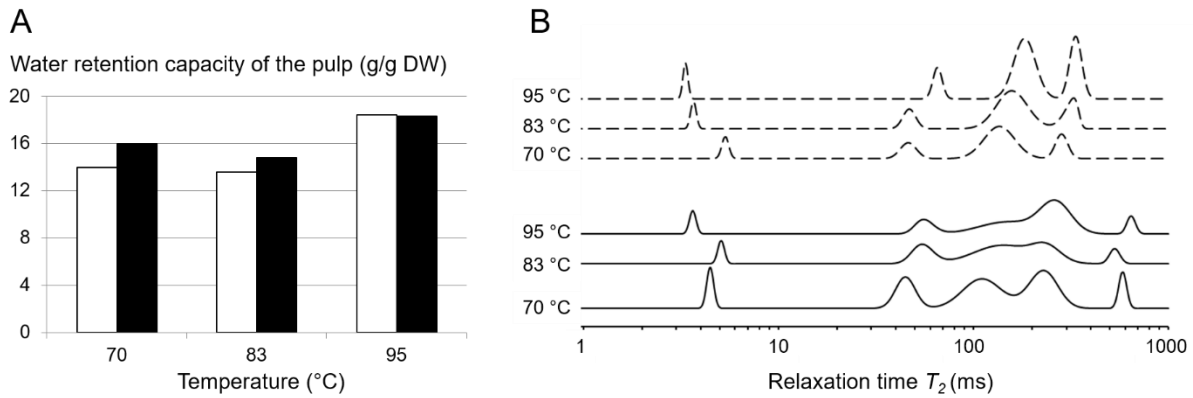 A
Water retention capacity of the pulp (g/g DW)
20
16
12
8
4
0
70 83 95
Temperature (°C)
B
95 °C
83 °C
70 °C
95 °C
83 °C
70 °C
1 10 100 1000
Relaxation time T2 (ms)